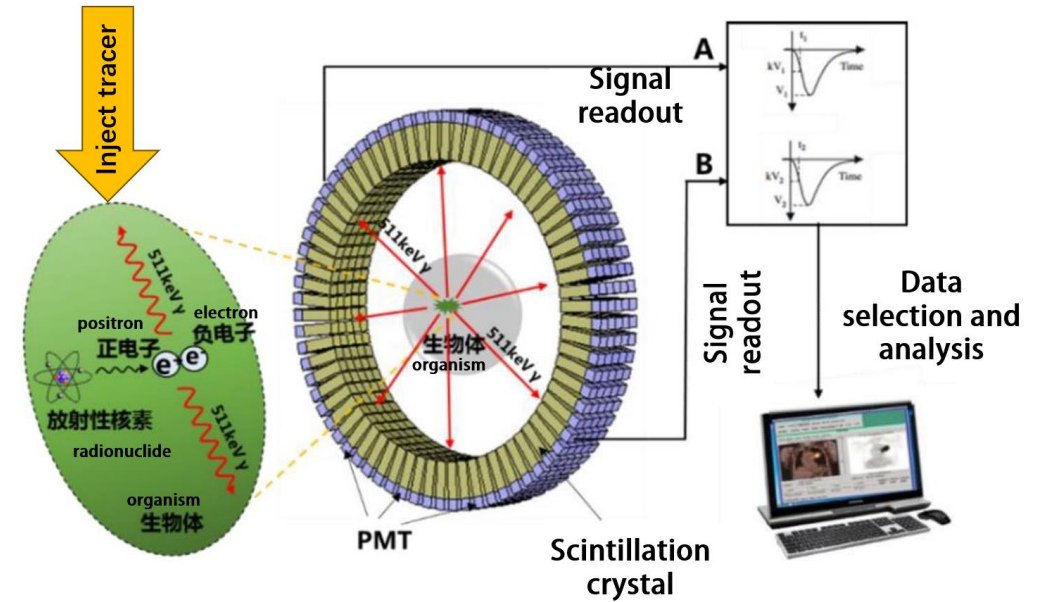 Inject tracer
511keV γ
electron
负电子
positron
正电子
e+
e-
放射性核素
radionuclide
511keV γ
organism
生物体
511keV γ
生物体
organism
511keV γ
PMT
Scintillation
crystal
A
Signal
readout
B
Signal
readout
t1
kV1
Time
V1
t2
kV2
Time
V2
Data
selection and
analysis